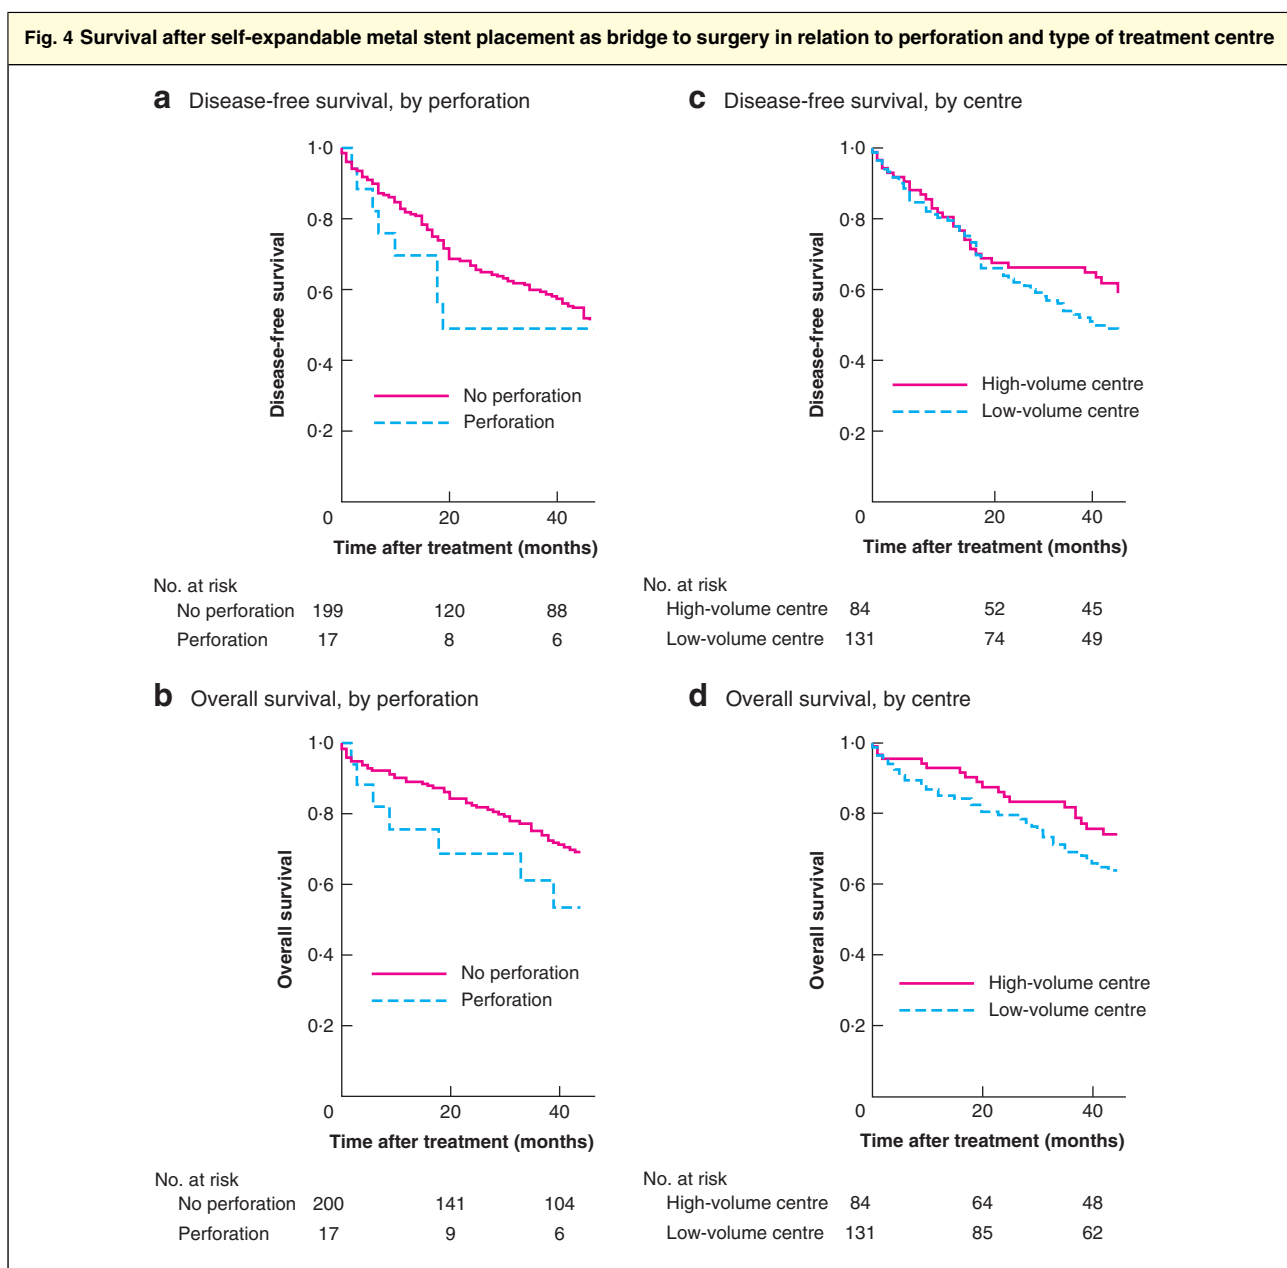 Fig. 4 Survival after self-expandable metal stent placement as bridge to surgery in relation to perforation and type of treatment centre
a Disease-free survival, by perforation
1·0
0·8
0·6
0·4
0·2
0
20
40
Disease-free survival
No perforation
Perforation
Time after treatment (months)
No. at risk
No perforation 199 120 88
Perforation 17 8 6
c Disease-free survival, by centre
1·0
0·8
0·6
0·4
0·2
0
20
40
Disease-free survival
High-volume centre
Low-volume centre
Time after treatment (months)
No. at risk
High-volume centre 84 52 45
Low-volume centre 131 74 49
b Overall survival, by perforation
1·0
0·8
0·6
0·4
0·2
0
20
40
Overall survival
No perforation
Perforation
Time after treatment (months)
No. at risk
No perforation 200 141 104
Perforation 17 9 6
d Overall survival, by centre
1·0
0·8
0·6
0·4
0·2
0
20
40
Overall survival
High-volume centre
Low-volume centre
Time after treatment (months)
No. at risk
High-volume centre 84 64 48
Low-volume centre 131 85 62